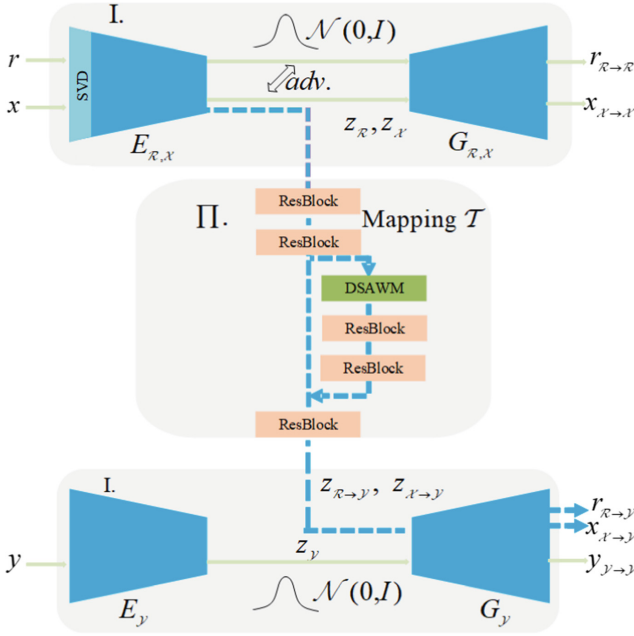 I.
𝒩(0,I)
r
SVD
adv.
r_{ℛ→ℛ}
x
x_{𝒳→𝒳}
z_ℛ, z_𝒳
E_{ℛ,𝒳}
G_{ℛ,𝒳}
ResBlock
Π.
Mapping 𝒯
ResBlock
DSAWM
ResBlock
ResBlock
ResBlock
I.
z_{ℛ→𝒴}, z_{𝒳→𝒴}
r_{ℛ→𝒴}
x_{𝒳→𝒴}
z_𝒴
y
y_{𝒴→𝒴}
𝒩(0,I)
E_𝒴
G_𝒴